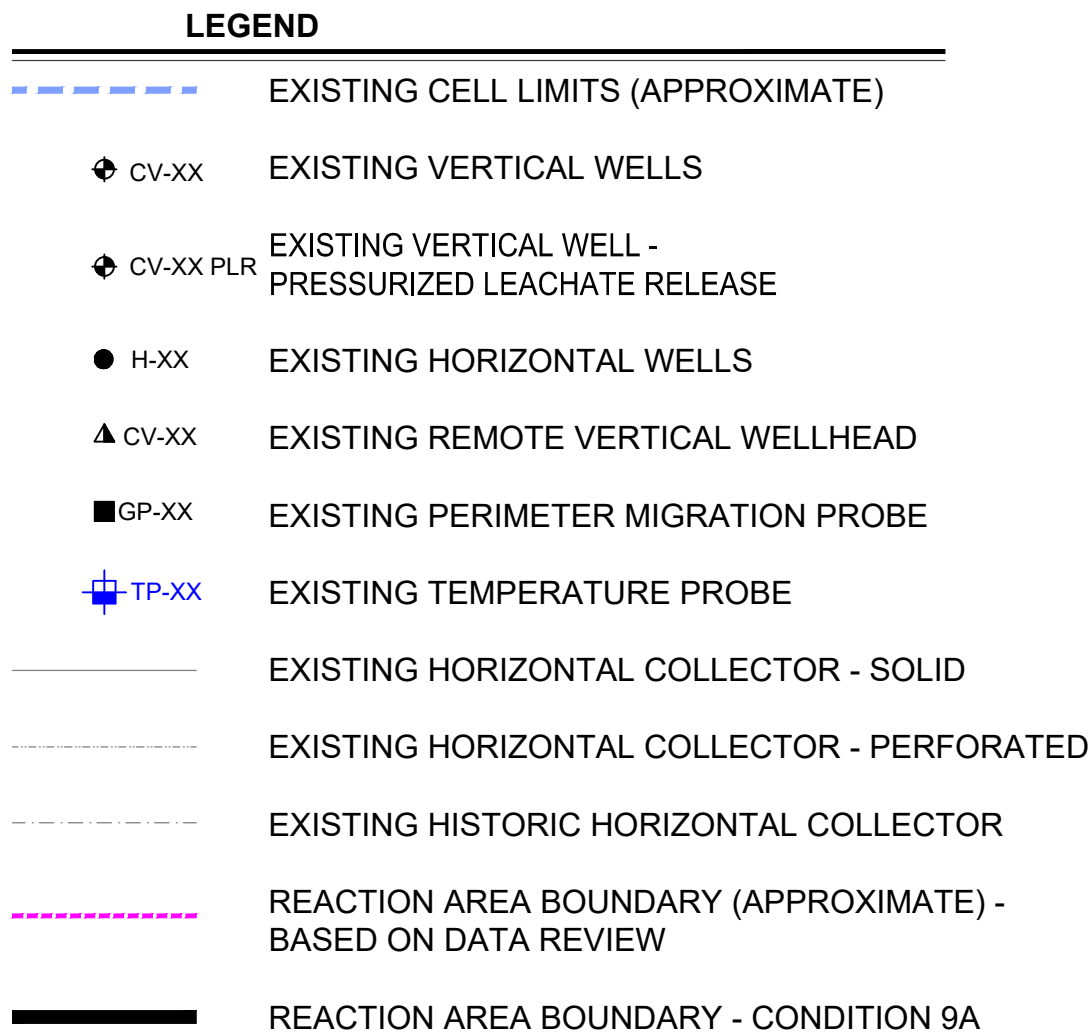 LEGEND
EXISTING CELL LIMITS (APPROXIMATE)
CV-XX EXISTING VERTICAL WELLS
CV-XX PLR EXISTING VERTICAL WELL -
PRESSURIZED LEACHATE RELEASE
H-XX EXISTING HORIZONTAL WELLS
CV-XX EXISTING REMOTE VERTICAL WELLHEAD
GP-XX EXISTING PERIMETER MIGRATION PROBE
TP-XX EXISTING TEMPERATURE PROBE
EXISTING HORIZONTAL COLLECTOR - SOLID
EXISTING HORIZONTAL COLLECTOR - PERFORATED
EXISTING HISTORIC HORIZONTAL COLLECTOR
REACTION AREA BOUNDARY (APPROXIMATE) -
BASED ON DATA REVIEW
REACTION AREA BOUNDARY - CONDITION 9A